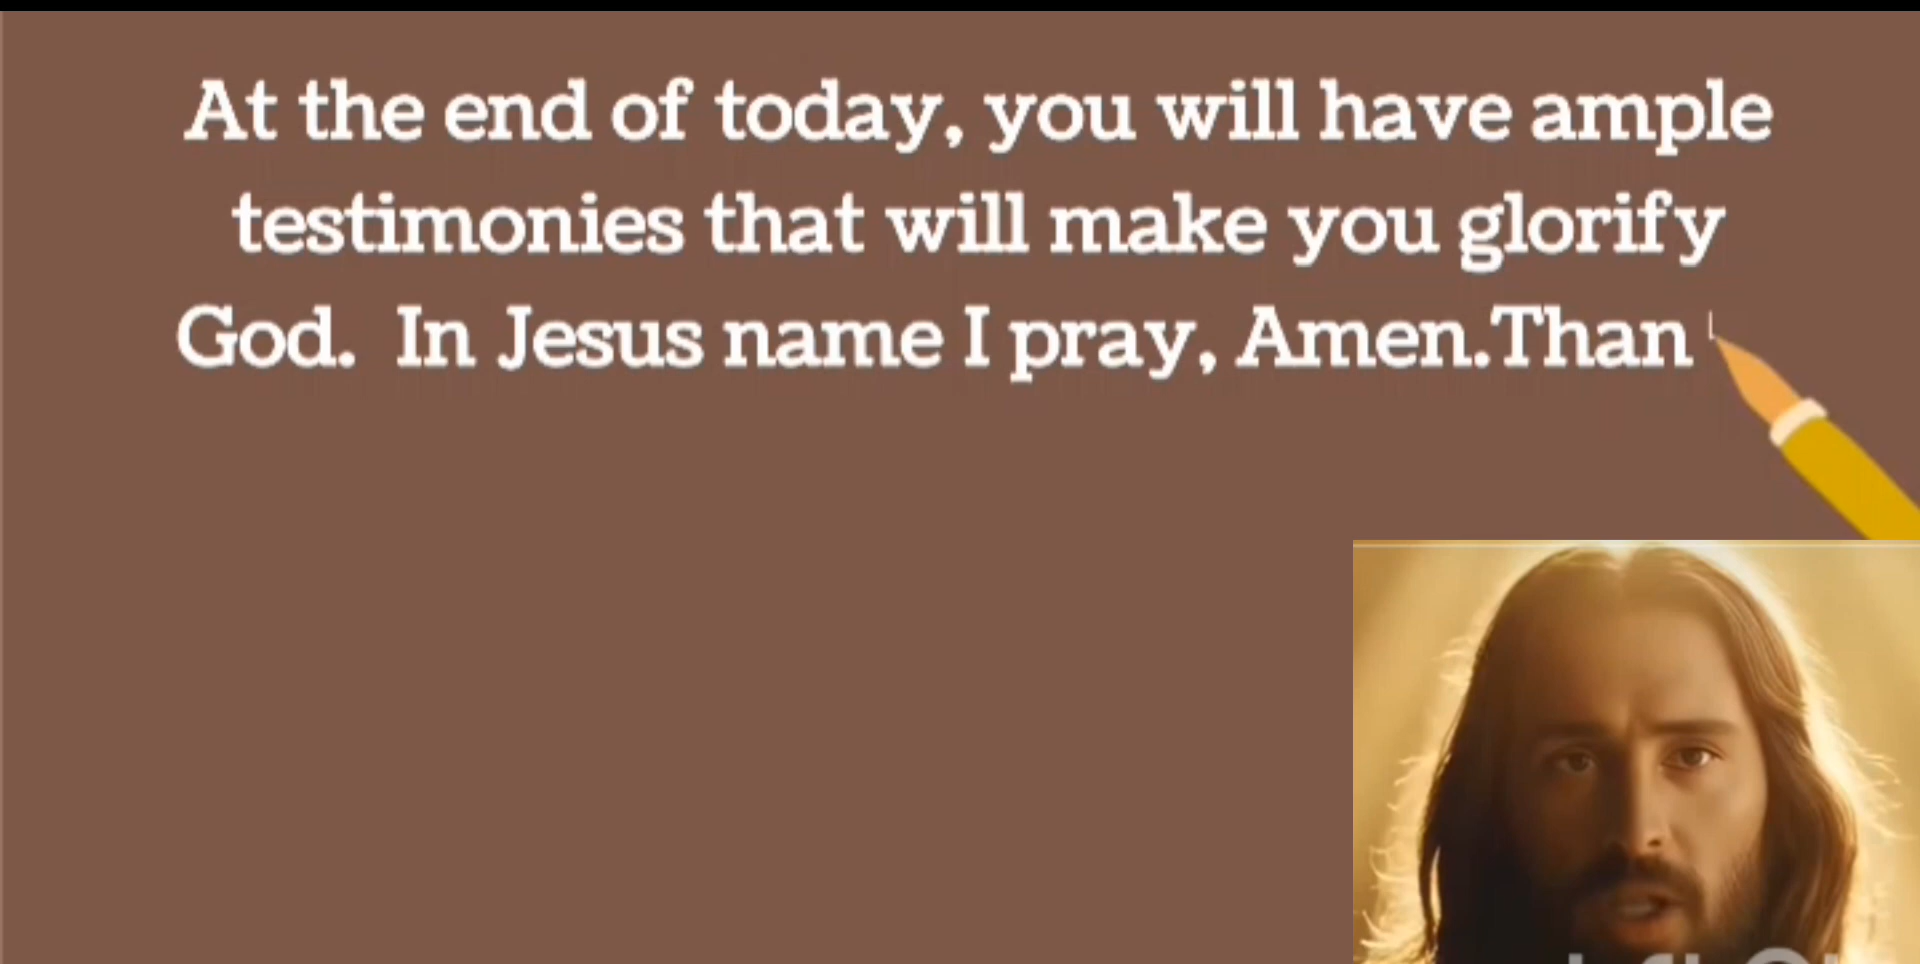 At the end of today, you will have ample
testimonies that will make you glorify
God. In Jesus name I pray, Amen.Than